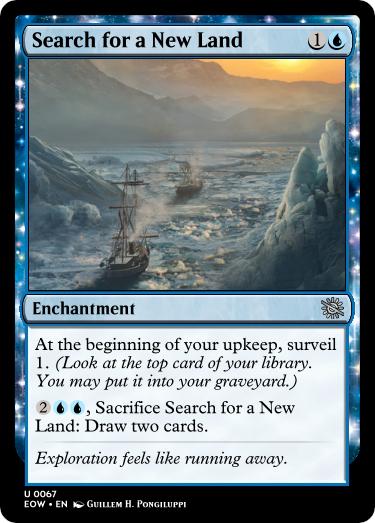 Search for a New Land 1
Enchantment
At the beginning of your upkeep, surveil
1. (Look at the top card of your library.
You may put it into your graveyard.)
2, Sacrifice Search for a New
Land: Draw two cards.
Exploration feels like running away.
U 0067
EOW • EN Guillem H. Pongiluppi